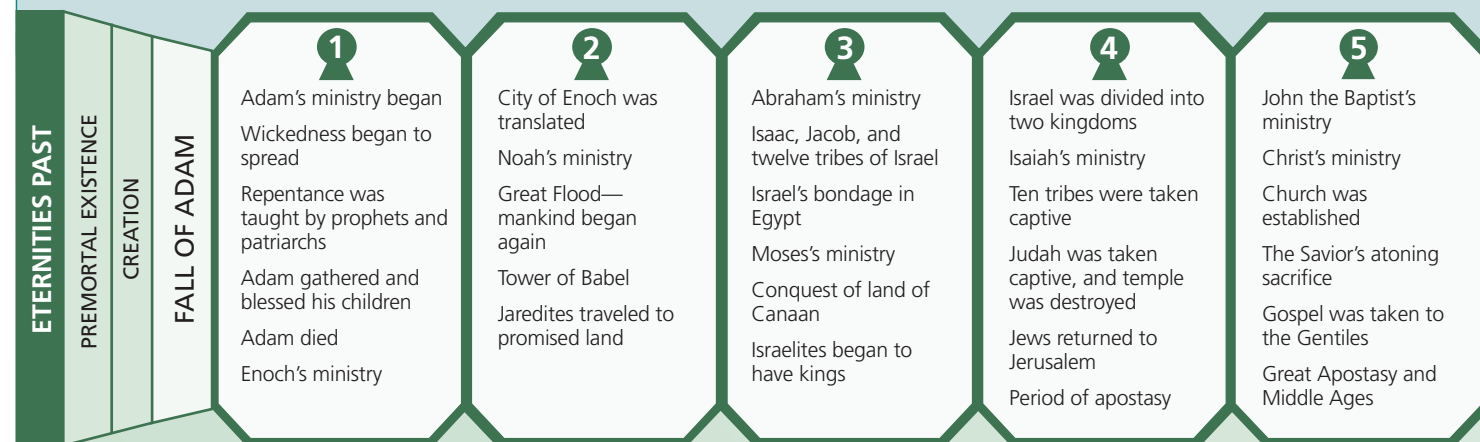 ETERNITIES PAST
PREMORTAL EXISTENCE
CREATION
FALL OF ADAM
1
Adam’s ministry began
Wickedness began to
spread
Repentance was
taught by prophets and
patriarchs
Adam gathered and
blessed his children
Adam died
Enoch’s ministry
2
City of Enoch was
translated
Noah’s ministry
Great Flood—
mankind began
again
Tower of Babel
Jaredites traveled to
promised land
3
Abraham’s ministry
Isaac, Jacob, and
twelve tribes of Israel
Israel’s bondage in
Egypt
Moses’s ministry
Conquest of land of
Canaan
Israelites began to
have kings
4
Israel was divided into
two kingdoms
Isaiah’s ministry
Ten tribes were taken
captive
Judah was taken
captive, and temple
was destroyed
Jews returned to
Jerusalem
Period of apostasy
5
John the Baptist’s
ministry
Christ’s ministry
Church was
established
The Savior’s atoning
sacrifice
Gospel was taken to
the Gentiles
Great Apostasy and
Middle Ages